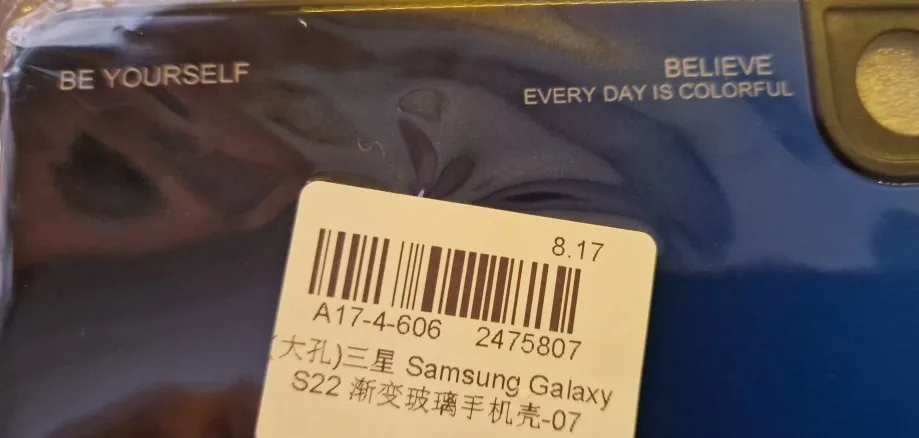 BE YOURSELF
BELIEVE
EVERY DAY IS COLORFUL
8.17
A17-4-606 2475807
(大孔)三星 Samsung Galaxy
S22 渐变玻璃手机壳-07